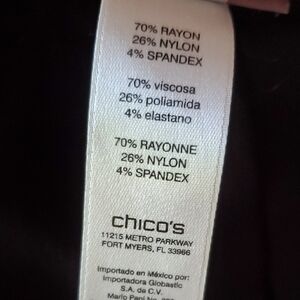 70% RAYON
26% NYLON
4% SPANDEX
70% viscosa
26% poliamida
4% elastano
70% RAYONNE
26% NYLON
4% SPANDEX
chico's
11215 METRO PARKWAY
FORT MYERS, FL 33966
Importado en México por:
Importadora Globastic
S.A. de C.V.
Mario Pani No.